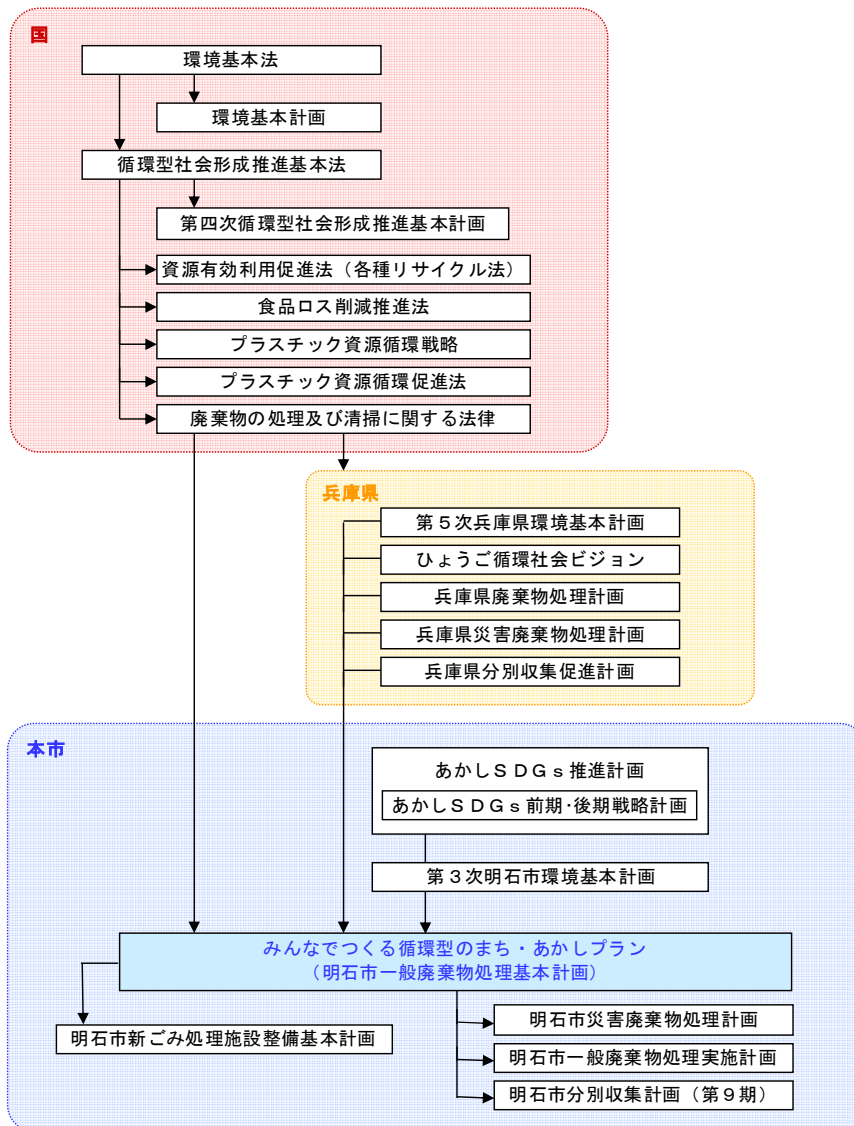 国
環境基本法
環境基本計画
循環型社会形成推進基本法
第四次循環型社会形成推進基本計画
資源有効利用促進法（各種リサイクル法）
食品ロス削減推進法
プラスチック資源循環戦略
プラスチック資源循環促進法
廃棄物の処理及び清掃に関する法律
兵庫県
第５次兵庫県環境基本計画
ひょうご循環社会ビジョン
兵庫県廃棄物処理計画
兵庫県災害廃棄物処理計画
兵庫県分別収集促進計画
本市
あかしＳＤＧｓ推進計画
あかしＳＤＧｓ前期・後期戦略計画
第３次明石市環境基本計画
みんなでつくる循環型のまち・あかしプラン
（明石市一般廃棄物処理基本計画）
明石市新ごみ処理施設整備基本計画
明石市災害廃棄物処理計画
明石市一般廃棄物処理実施計画
明石市分別収集計画（第９期）